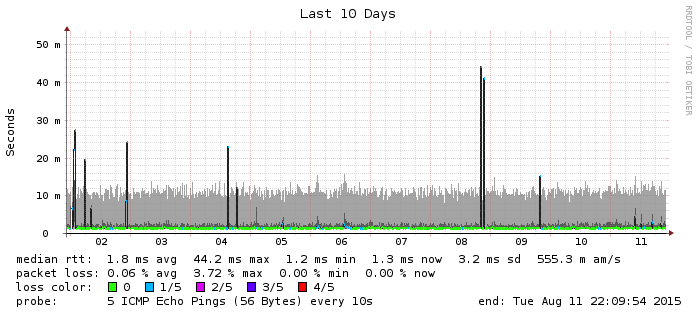 Last 10 Days
RRDTOOL / TOBI OETIKER
Seconds
50 m
40 m
30 m
20 m
10 m
0
02 03 04 05 06 07 08 09 10 11
median rtt: 1.8 ms avg 44.2 ms max 1.2 ms min 1.3 ms now 3.2 ms sd 555.3 m am/s
packet loss: 0.06 % avg 3.72 % max 0.00 % min 0.00 % now
loss color: 0 1/5 2/5 3/5 4/5
probe: 5 ICMP Echo Pings (56 Bytes) every 10s end: Tue Aug 11 22:09:54 2015